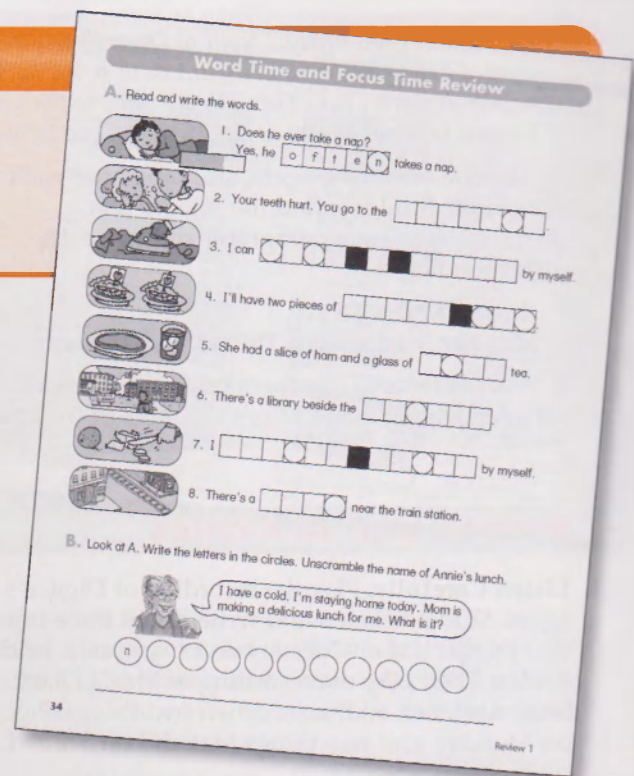 Word Time and Focus Time Review
A. Read and write the words.
1. Does he ever take a nap?
Yes, he often takes a nap.
2. Your teeth hurt. You go to the
3. I can by myself.
4. I'll have two pieces of
5. She had a slice of ham and a glass of tea.
6. There's a library beside the
7. I by myself.
8. There's a near the train station.
B. Look at A. Write the letters in the circles. Unscramble the name of Annie's lunch.
I have a cold. I'm staying home today. Mom is
making a delicious lunch for me. What is it?
n
34
Review 1